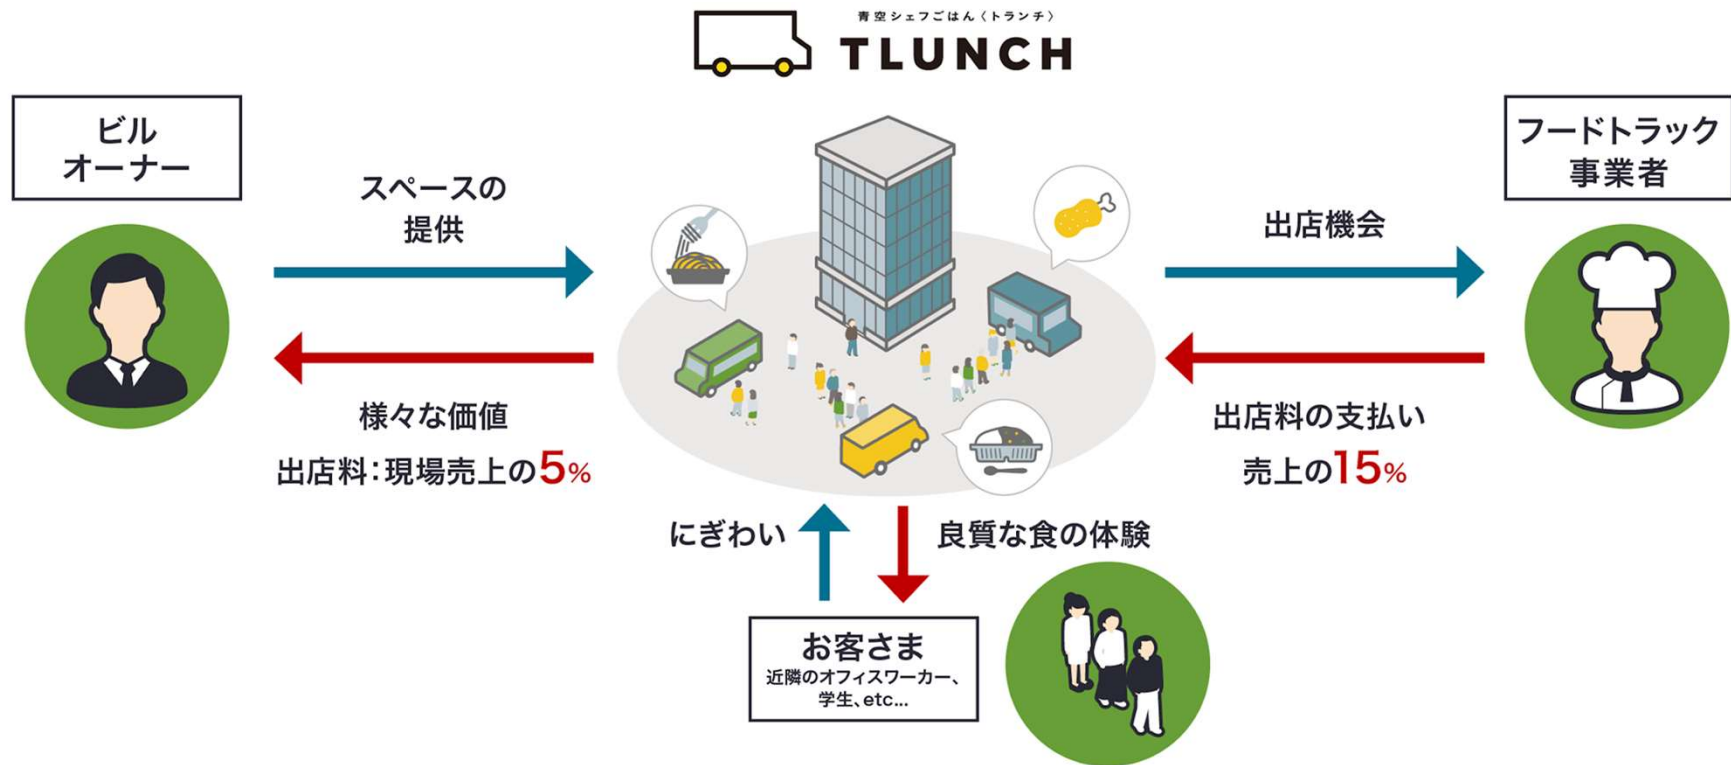 青空シェフごはん〈トランチ〉
TLUNCH
ビル
オーナー
スペースの
提供
様々な価値
出店料：現場売上の5%
フードトラック
事業者
出店機会
出店料の支払い
売上の15%
にぎわい
良質な食の体験
お客さま
近隣のオフィスワーカー、
学生、etc...